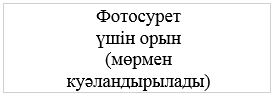 Фотосурет
үшін орын
(мөрмен
куәландырылады)